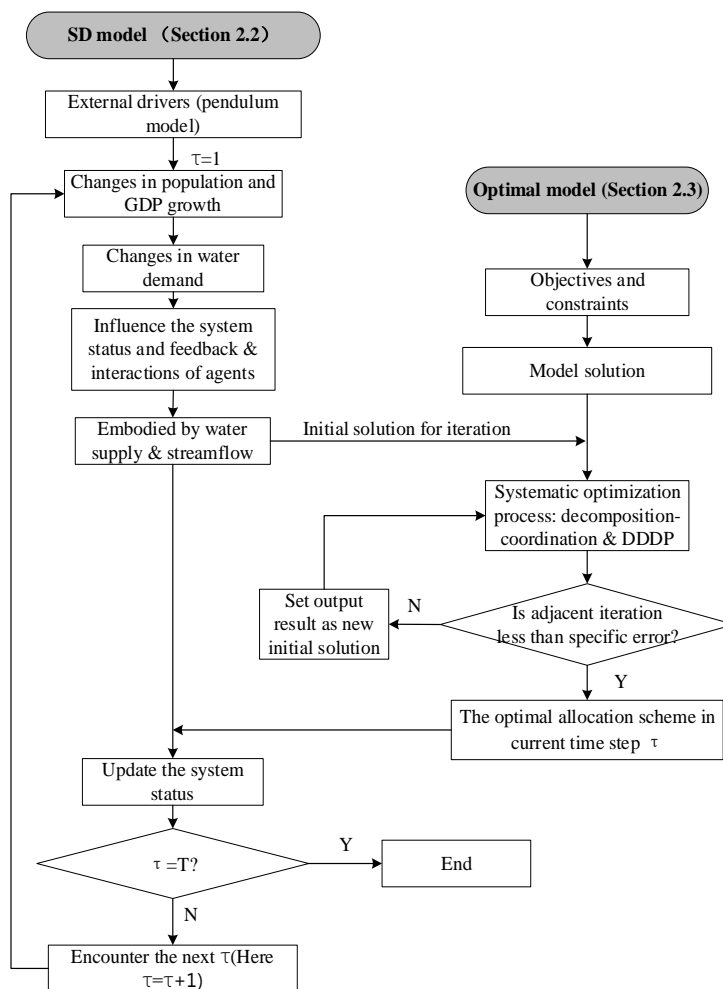 SD model （Section 2.2）
External drivers (pendulum
model)
τ=1
Changes in population and
GDP growth
Changes in water
demand
Influence the system
status and feedback &
interactions of agents
Embodied by water
supply & streamflow
Initial solution for iteration
Optimal model (Section 2.3)
Objectives and
constraints
Model solution
Systematic optimization
process: decomposition-
coordination & DDDP
Set output
result as new
initial solution
N
Is adjacent iteration
less than specific error?
Y
The optimal allocation scheme in
current time step τ
Update the system
status
τ=T?
Y
End
N
Encounter the next τ(Here
τ=τ+1)